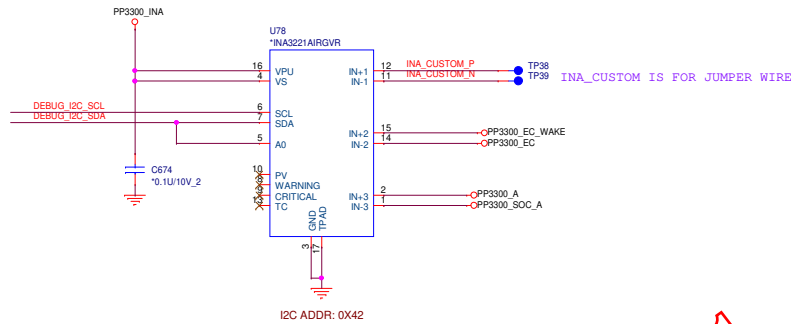 PP3300_INA
U78
*INA3221AIRGVR
16 VPU IN+1 12 INA_CUSTOM_P TP38
4 VS IN-1 11 INA_CUSTOM_N TP39
INA_CUSTOM IS FOR JUMPER WIRE
DEBUG_I2C_SCL 6 SCL
DEBUG_I2C_SDA 7 SDA
IN+2 15 PP3300_EC_WAKE
5 A0 IN-2 14 PP3300_EC
C674
*0.1U/10V_2
10 PV
WARNING
CRITICAL IN+3 2 PP3300_A
13 TC IN-3 1 PP3300_SOC_A
GND TPAD
3 17
I2C ADDR: 0X42